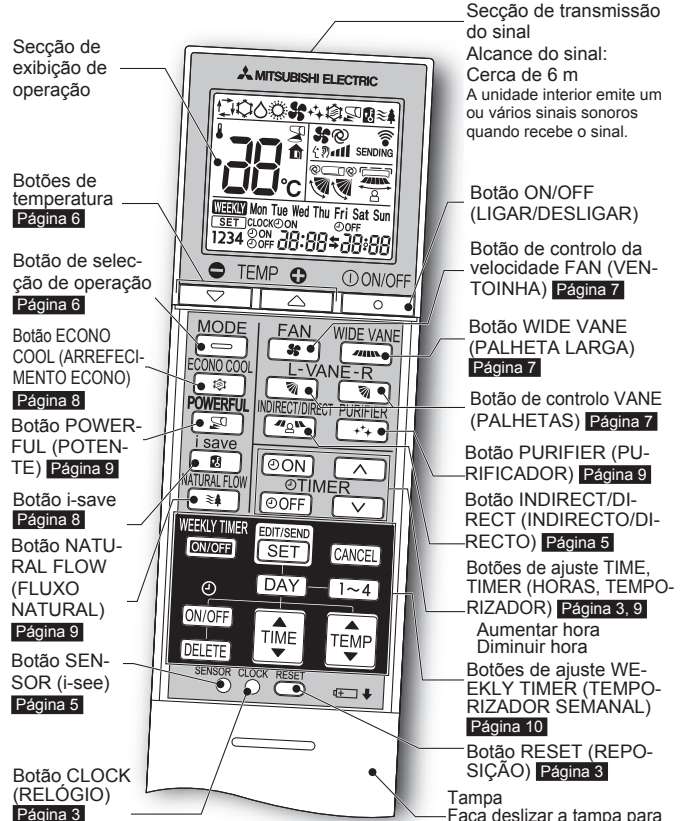 Secção de
exibição de
operação
Botões de
temperatura
Página 6
Botão de selec-
ção de operação
Página 6
Botão ECONO
COOL (ARREFECI-
MENTO ECONO)
Página 8
Botão POWER-
FUL (POTEN-
TE) Página 9
Botão i-save
Página 8
Botão NATU-
RAL FLOW
(FLUXO
NATURAL)
Página 9
Botão SEN-
SOR (i-see)
Página 5
Botão CLOCK
(RELÓGIO)
Página 3
MITSUBISHI ELECTRIC
SENDING
°C
WEEKLY Mon Tue Wed Thu Fri Sat Sun
SET CLOCK ON OFF
1234 ON OFF 88:88 88:88
TEMP ON/OFF
MODE FAN WIDE VANE
ECONO COOL L-VANE-R
POWERFUL INDIRECT/DIRECT PURIFIER
i save
ON
TIMER
NATURAL FLOW OFF
WEEKLY TIMER EDIT/SEND
ON/OFF SET CANCEL
DAY 1~4
ON/OFF TIME TEMP
DELETE
SENSOR CLOCK RESET
Secção de transmissão
do sinal
Alcance do sinal:
Cerca de 6 m
A unidade interior emite um
ou vários sinais sonoros
quando recebe o sinal.
Botão ON/OFF
(LIGAR/DESLIGAR)
Botão de controlo da
velocidade FAN (VEN-
TOINHA) Página 7
Botão WIDE VANE
(PALHETA LARGA)
Página 7
Botão de controlo VANE
(PALHETAS) Página 7
Botão PURIFIER (PU-
RIFICADOR) Página 9
Botão INDIRECT/DI-
RECT (INDIRECTO/DI-
RECTO) Página 5
Botões de ajuste TIME,
TIMER (HORAS, TEMPO-
RIZADOR) Página 3, 9
Aumentar hora
Diminuir hora
Botões de ajuste WE-
EKLY TIMER (TEMPO-
RIZADOR SEMANAL)
Página 10
Botão RESET (REPO-
SIÇÃO) Página 3
Tampa
Faça deslizar a tampa para